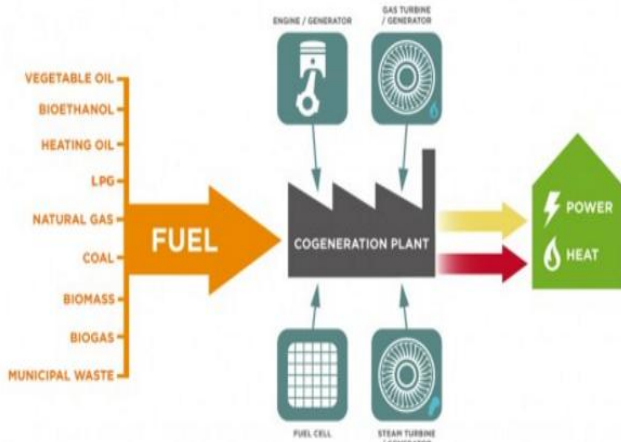 ENGINE / GENERATOR
GAS TURBINE
/ GENERATOR
VEGETABLE OIL
BIOETHANOL
HEATING OIL
LPG
NATURAL GAS
COAL
BIOMASS
BIOGAS
MUNICIPAL WASTE
FUEL
COGENERATION PLANT
POWER
HEAT
FUEL CELL
STEAM TURBINE
/ GENERATOR